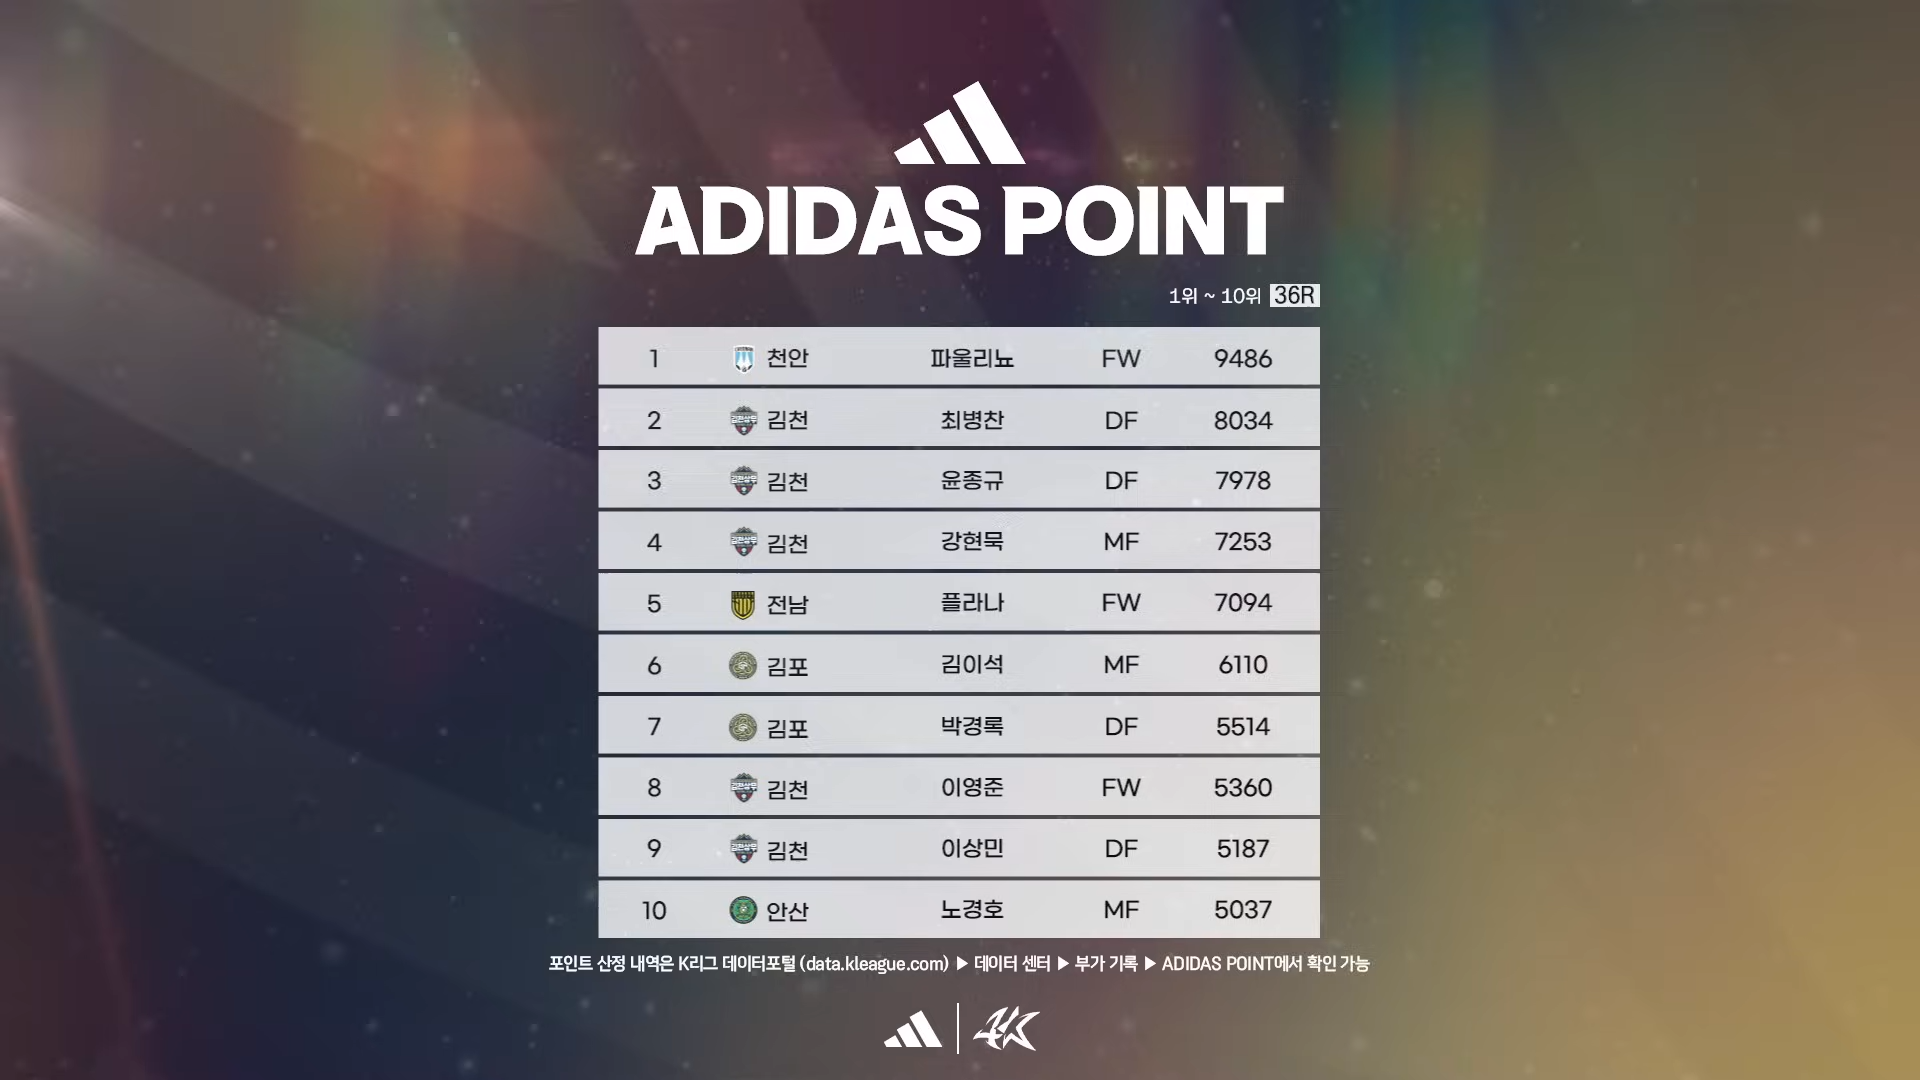 ADIDAS POINT
1위 ~ 10위 36R
1 천안 파울리뇨 FW 9486
2 김천 최병찬 DF 8034
3 김천 윤종규 DF 7978
4 김천 강현묵 MF 7253
5 전남 플라나 FW 7094
6 김포 김이석 MF 6110
7 김포 박경록 DF 5514
8 김천 이영준 FW 5360
9 김천 이상민 DF 5187
10 안산 노경호 MF 5037
포인트 산정 내역은 K리그 데이터포털 (data.kleague.com) ▶ 데이터 센터 ▶ 부가 기록 ▶ ADIDAS POINT에서 확인 가능